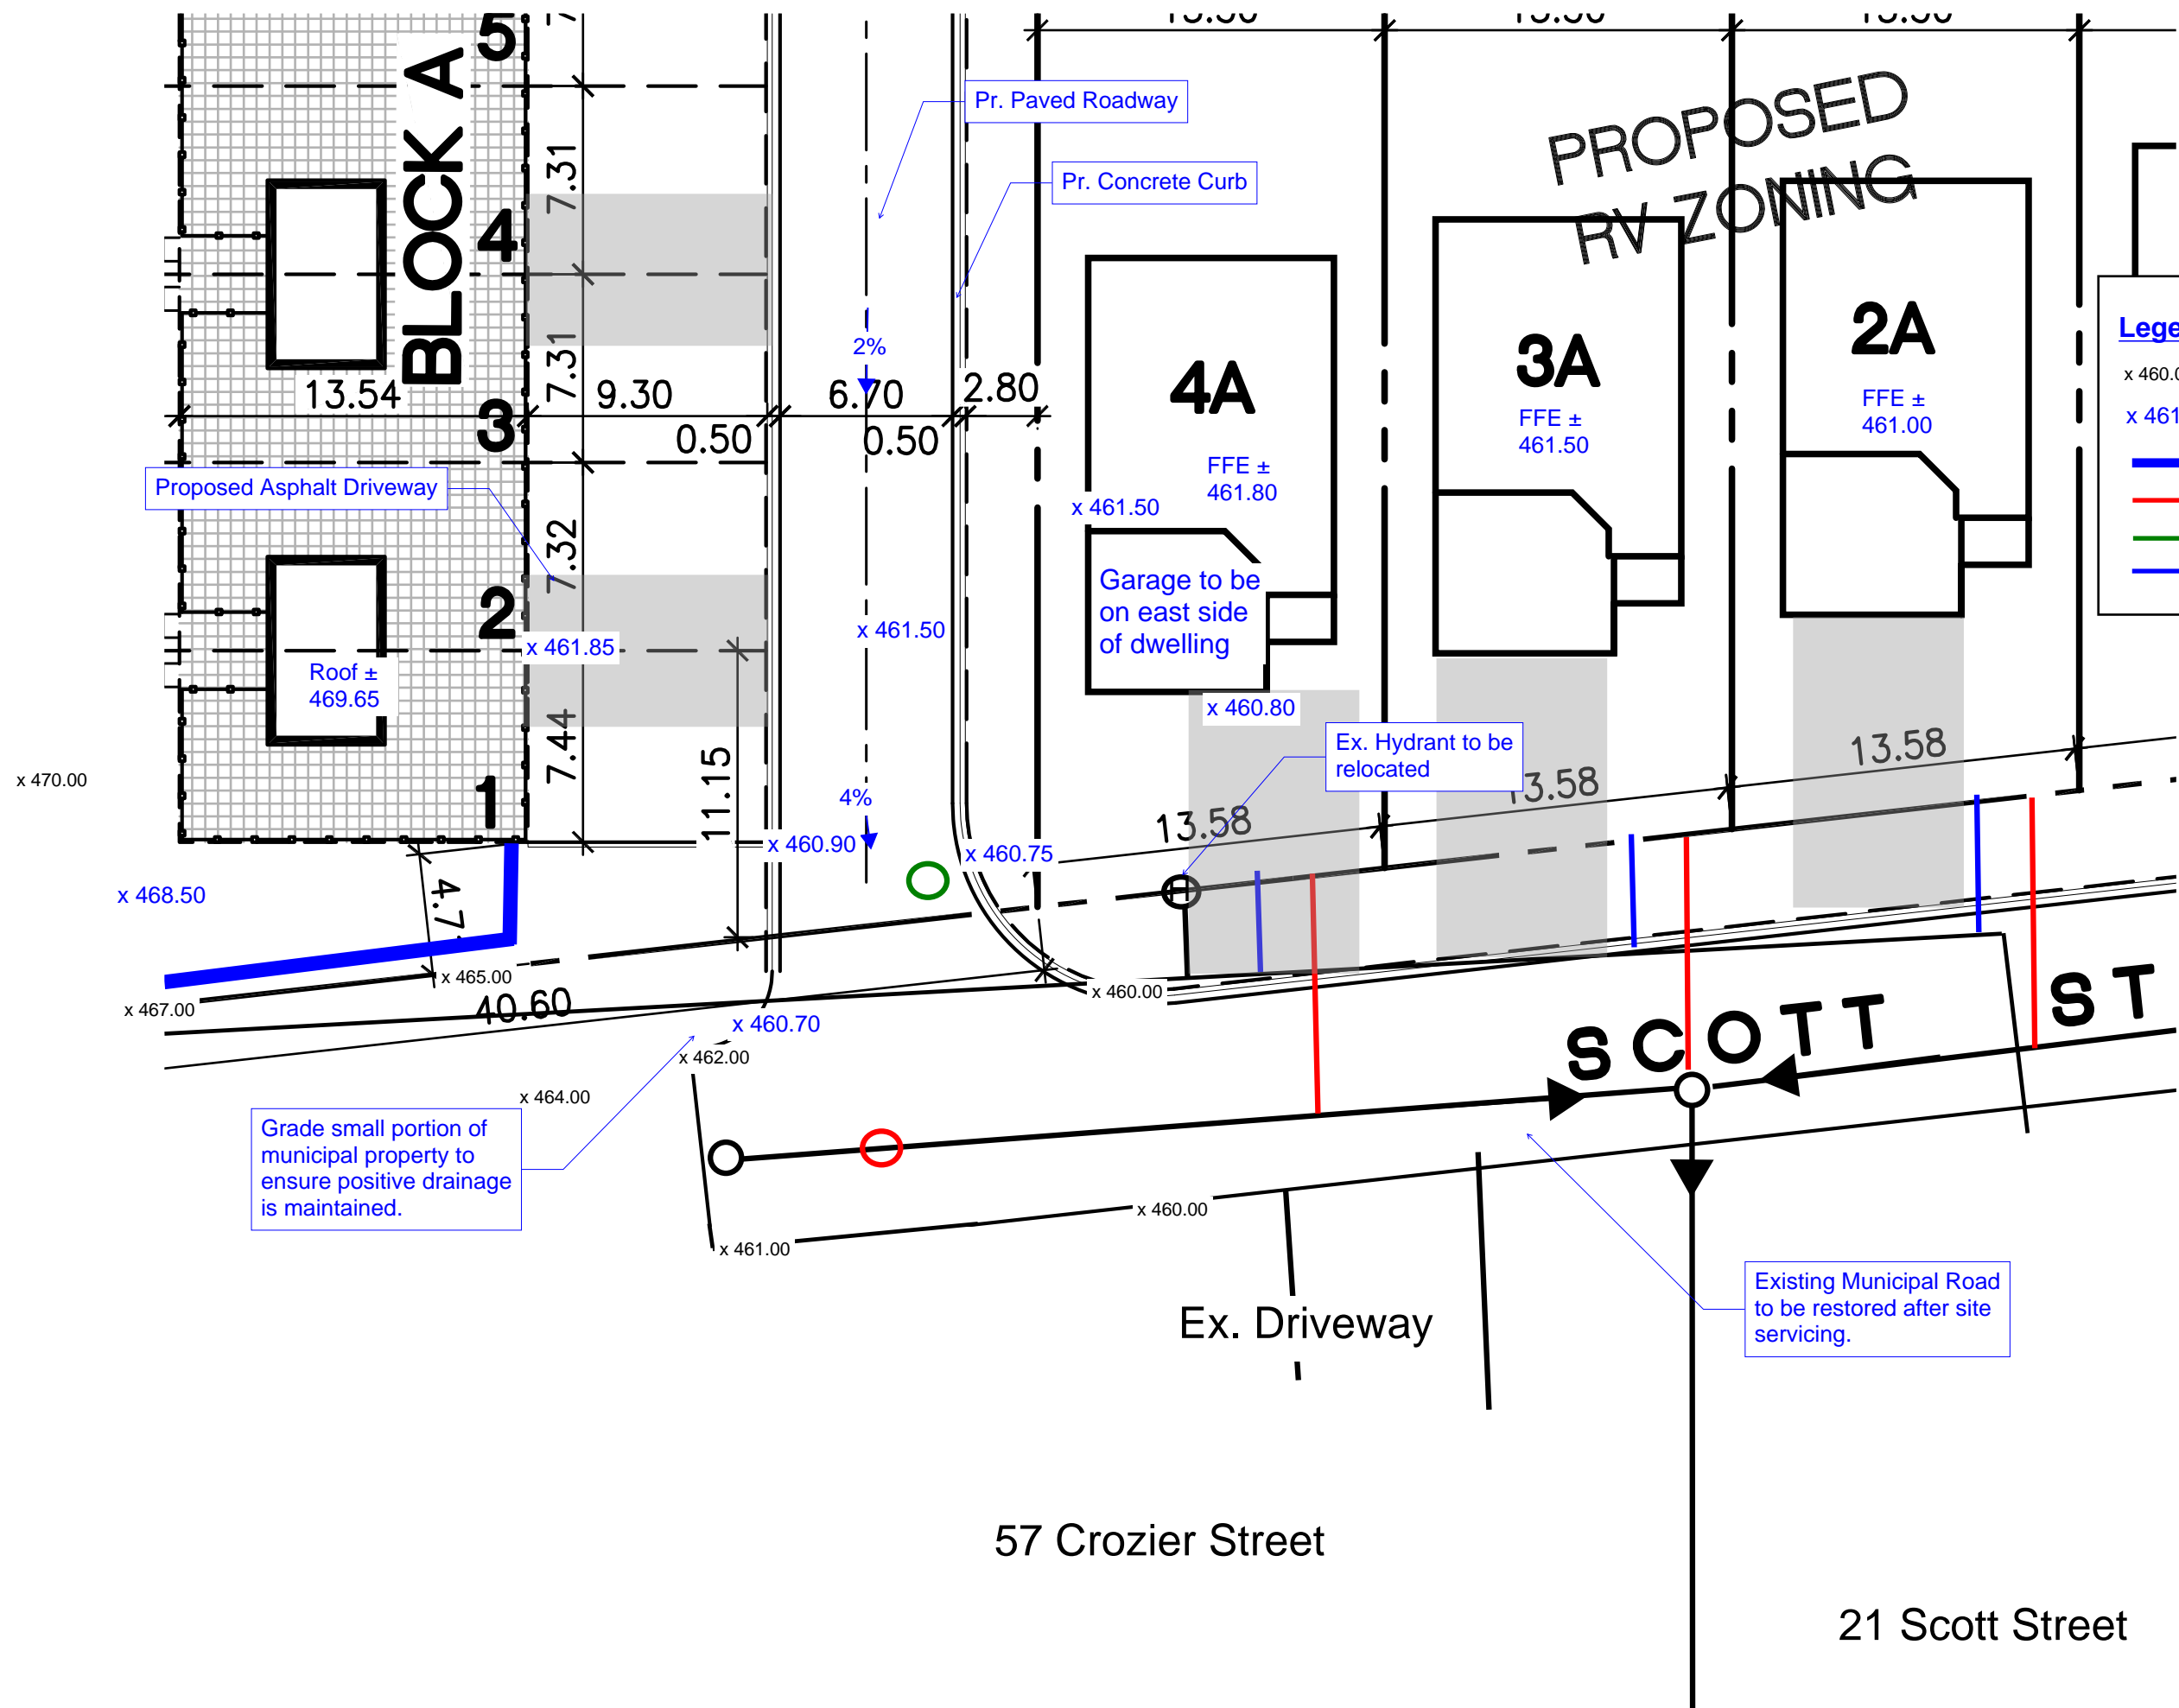 5
BLOCK A
7.31
4
7.31
13.54
3
9.30
0.50
6.70
0.50
2.80
2%
Pr. Paved Roadway
Pr. Concrete Curb
PROPOSED
RV ZONING
4A
FFE ±
461.80
3A
FFE ±
461.50
2A
FFE ±
461.00
x 461.50
Garage to be
on east side
of dwelling
x 460.80
Proposed Asphalt Driveway
7.32
2
x 461.85
x 461.50
Roof ±
469.65
7.44
1
11.15
4%
x 460.90
x 460.75
Ex. Hydrant to be
relocated
13.58
13.58
13.58
H
x 470.00
x 468.50
x 467.00
x 465.00
40.60
x 460.70
x 460.00
x 462.00
x 464.00
SCOTT ST
Grade small portion of
municipal property to
ensure positive drainage
is maintained.
x 461.00
x 460.00
Existing Municipal Road
to be restored after site
servicing.
Ex. Driveway
57 Crozier Street
21 Scott Street